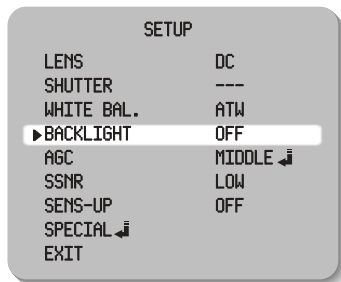 SETUP
LENS DC
SHUTTER ---
WHITE BAL. ATW
▶BACKLIGHT OFF
AGC MIDDLE ↵
SSNR LOW
SENS-UP OFF
SPECIAL ↵
EXIT